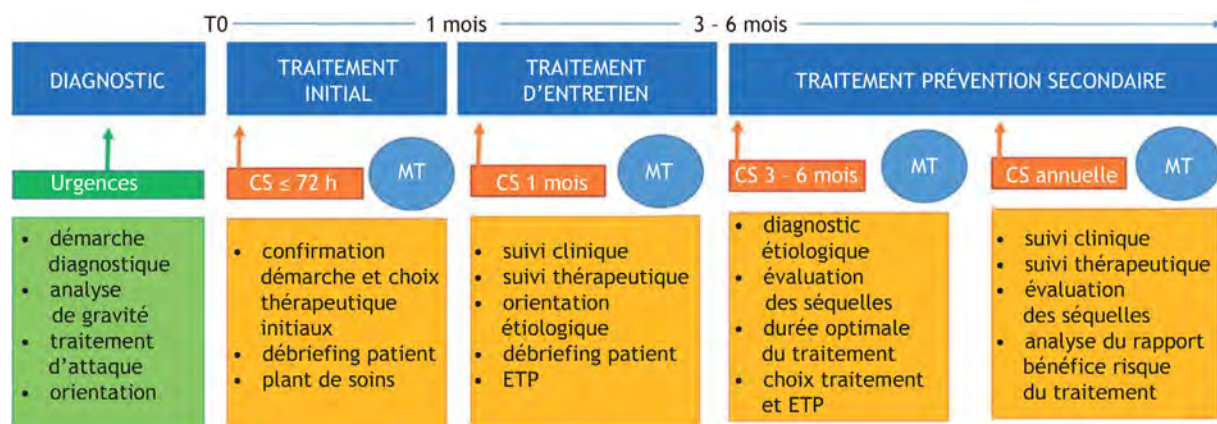 T0
1 mois
3 – 6 mois
DIAGNOSTIC
TRAITEMENT
INITIAL
TRAITEMENT
D'ENTRETIEN
TRAITEMENT PRÉVENTION SECONDAIRE
Urgences
CS ≤ 72 h
MT
CS 1 mois
MT
CS 3 – 6 mois
MT
CS annuelle
MT
• démarche
diagnostique
• analyse
de gravité
• traitement
d'attaque
• orientation
• confirmation
démarche et choix
thérapeutique
initiaux
• débriefing patient
• plant de soins
• suivi clinique
• suivi thérapeutique
• orientation
étiologique
• débriefing patient
• ETP
• diagnostic
étiologique
• évaluation
des séquelles
• durée optimale
du traitement
• choix traitement
et ETP
• suivi clinique
• suivi thérapeutique
• évaluation
des séquelles
• analyse du rapport
bénéfice risque
du traitement